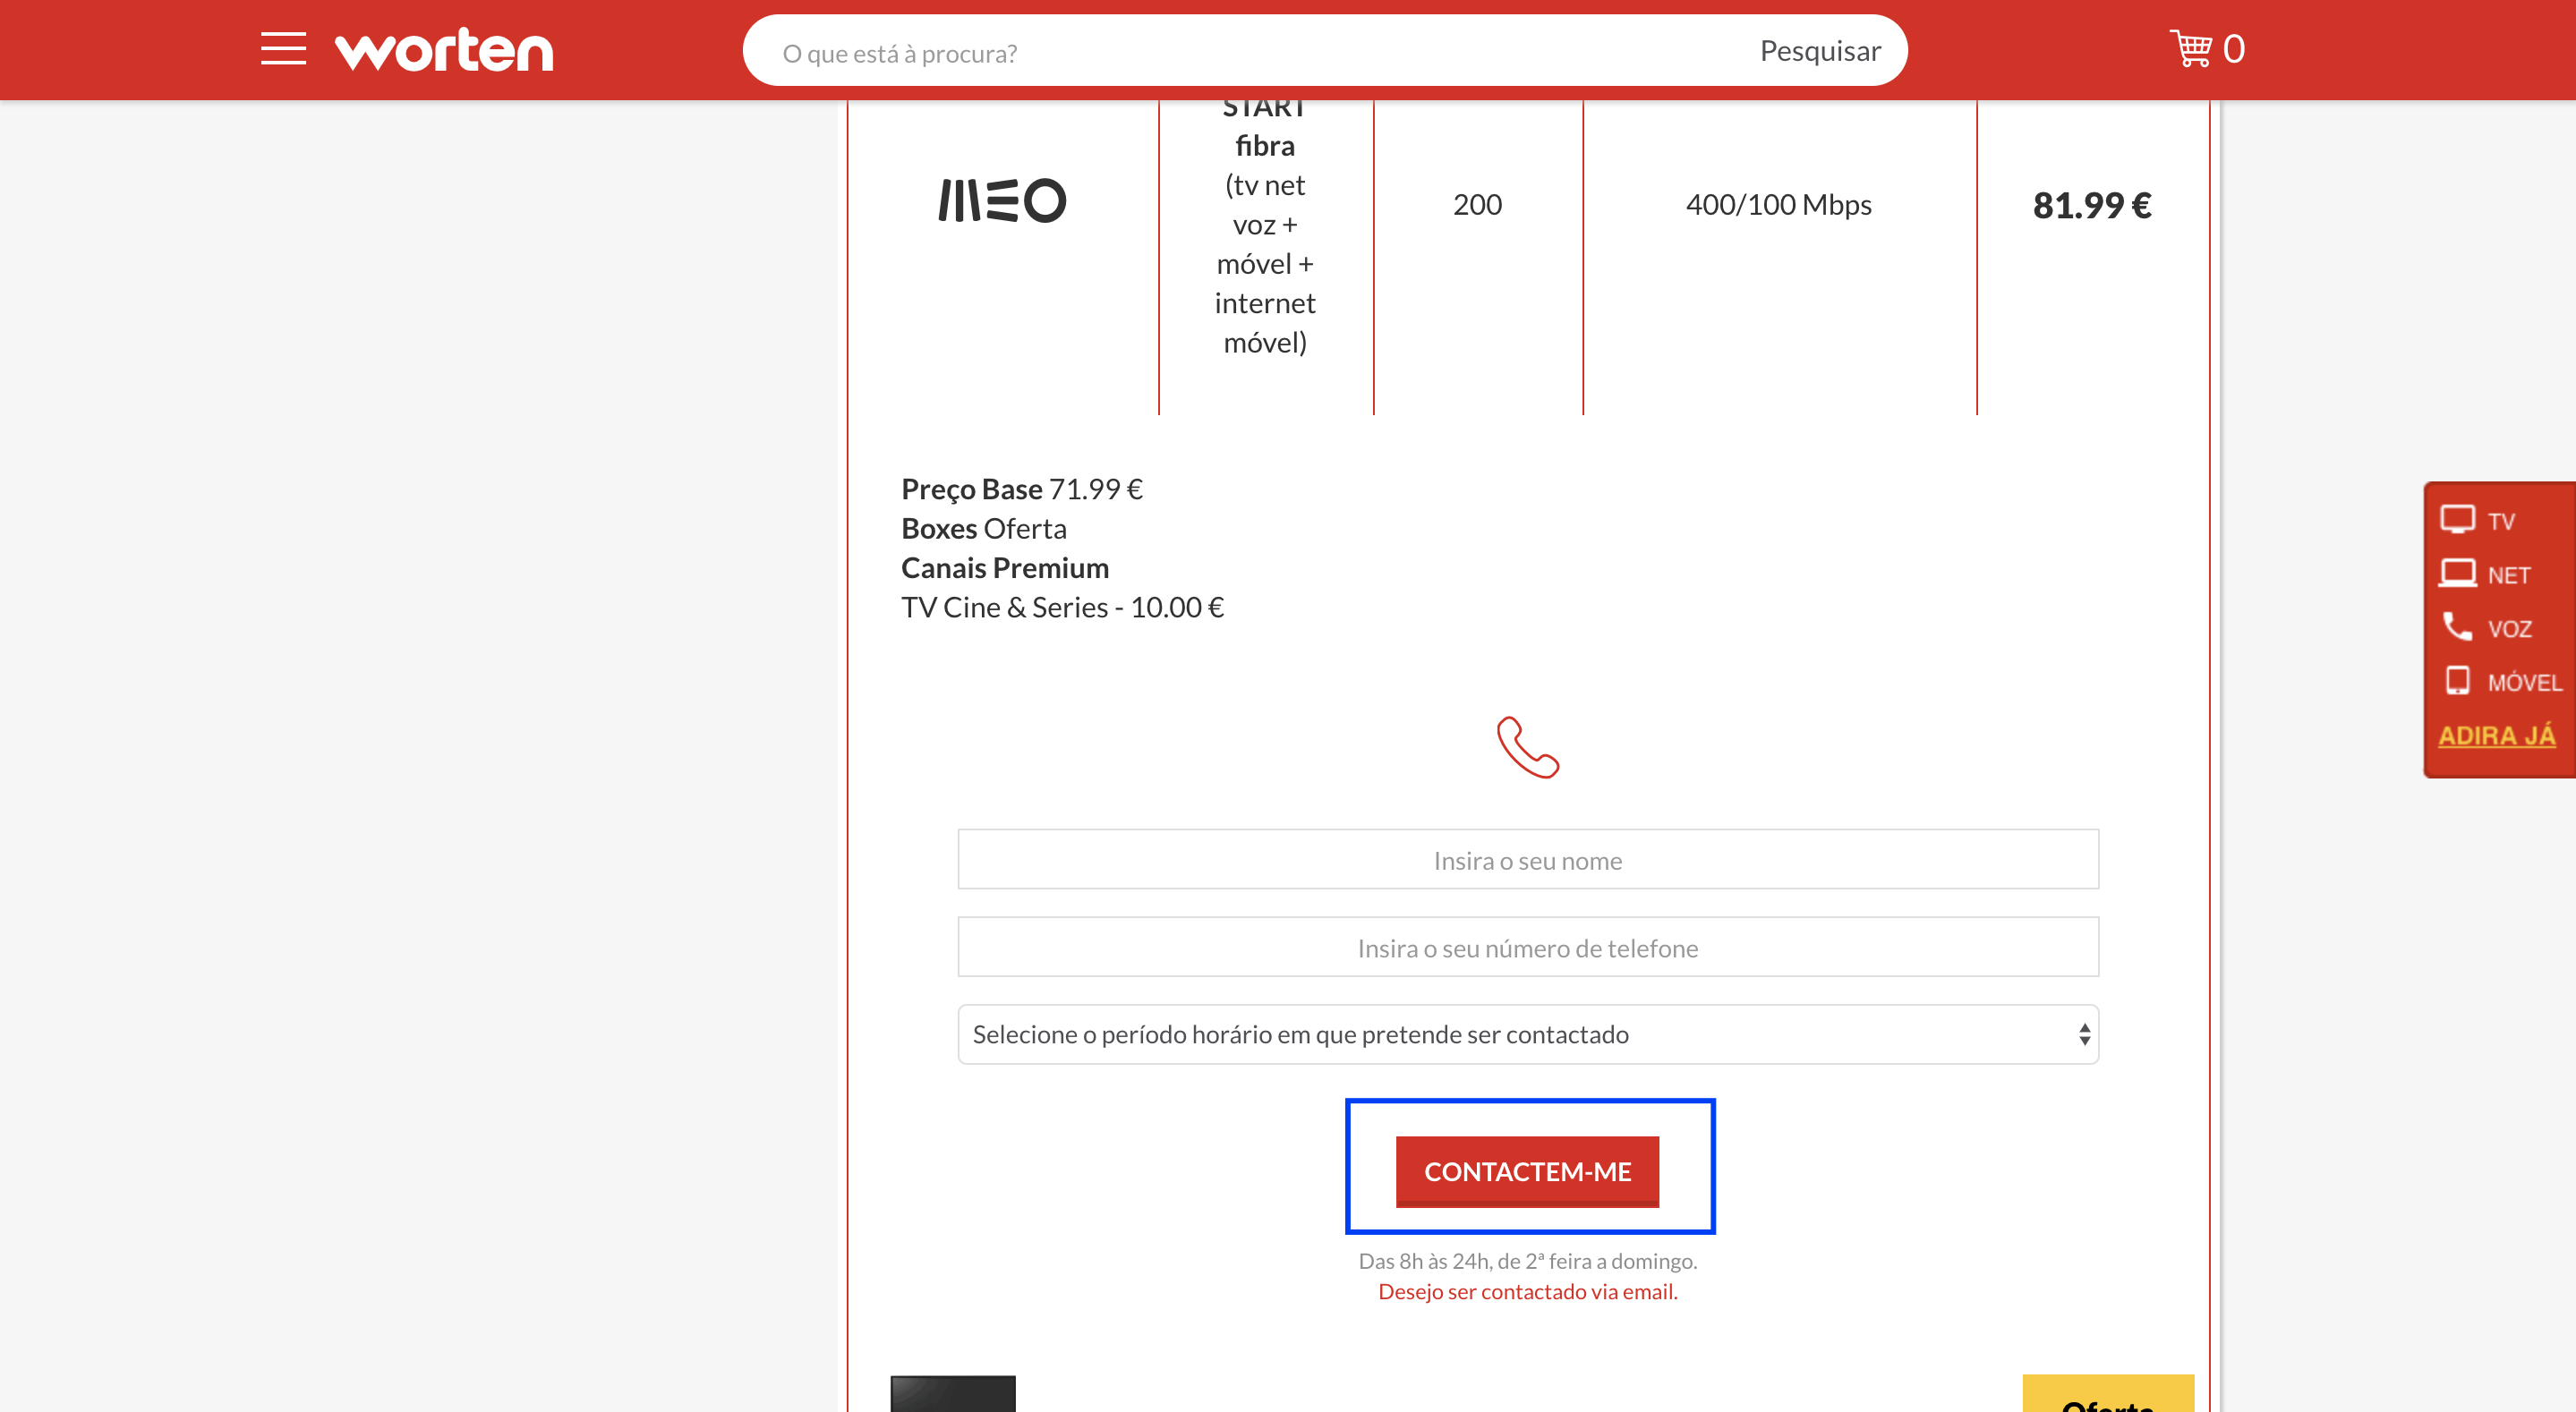 worten
O que está à procura?
Pesquisar
0
START
fibra
(tv net
voz +
móvel +
internet
móvel)
MEO
200
400/100 Mbps
81.99 €
Preço Base 71.99 €
Boxes Oferta
Canais Premium
TV Cine & Series - 10.00 €
TV
NET
VOZ
MÓVEL
ADIRA JÁ
Insira o seu nome
Insira o seu número de telefone
Selecione o período horário em que pretende ser contactado
CONTACTEM-ME
Das 8h às 24h, de 2ª feira a domingo.
Desejo ser contactado via email.
Oferta